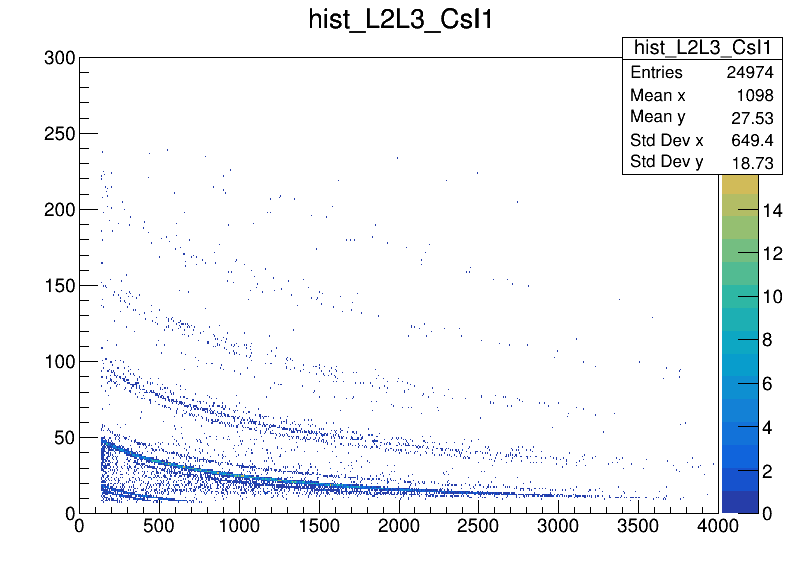 hist_L2L3_CsI1
hist_L2L3_CsI1
Entries 24974
Mean x 1098
Mean y 27.53
Std Dev x 649.4
Std Dev y 18.73
300
250
200
150
100
50
0
14
12
10
8
6
4
2
0
0 500 1000 1500 2000 2500 3000 3500 4000